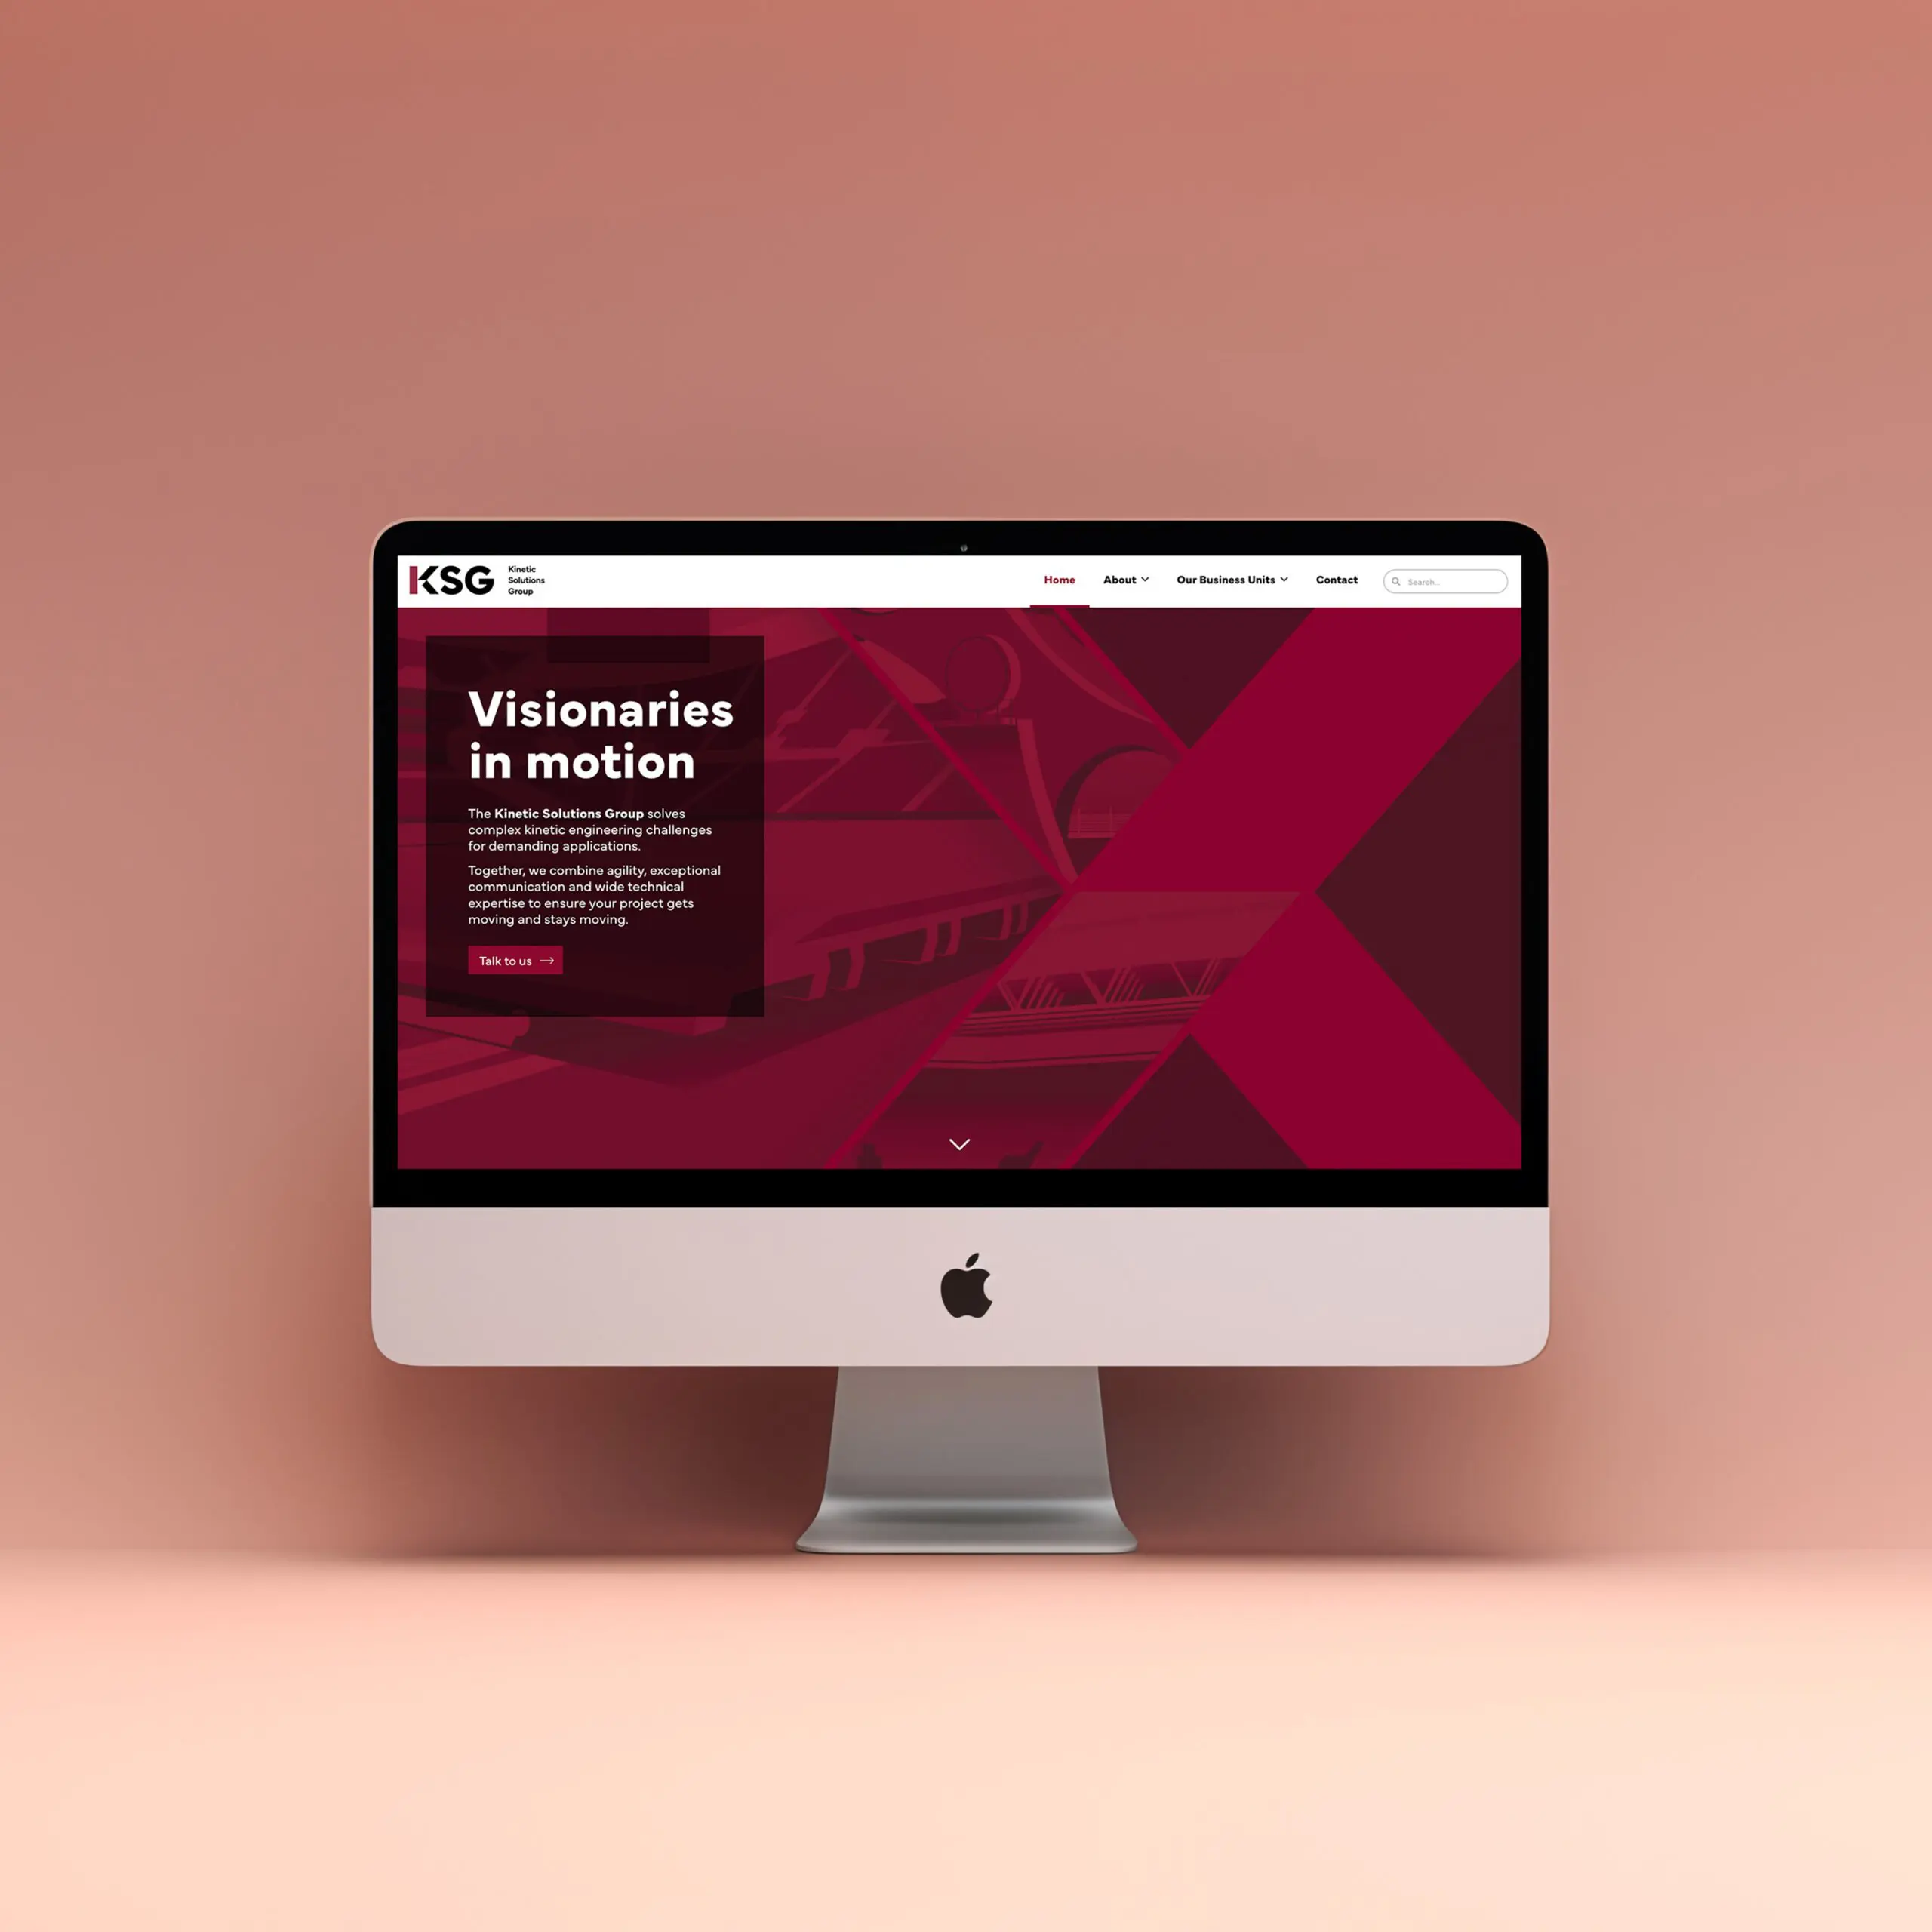 KSG
Kinetic
Solutions
Group
Home
About
Our Business Units
Contact
Search...
Visionaries
in motion
The Kinetic Solutions Group solves
complex kinetic engineering challenges
for demanding applications.
Together, we combine agility, exceptional
communication and wide technical
expertise to ensure your project gets
moving and stays moving.
Talk to us